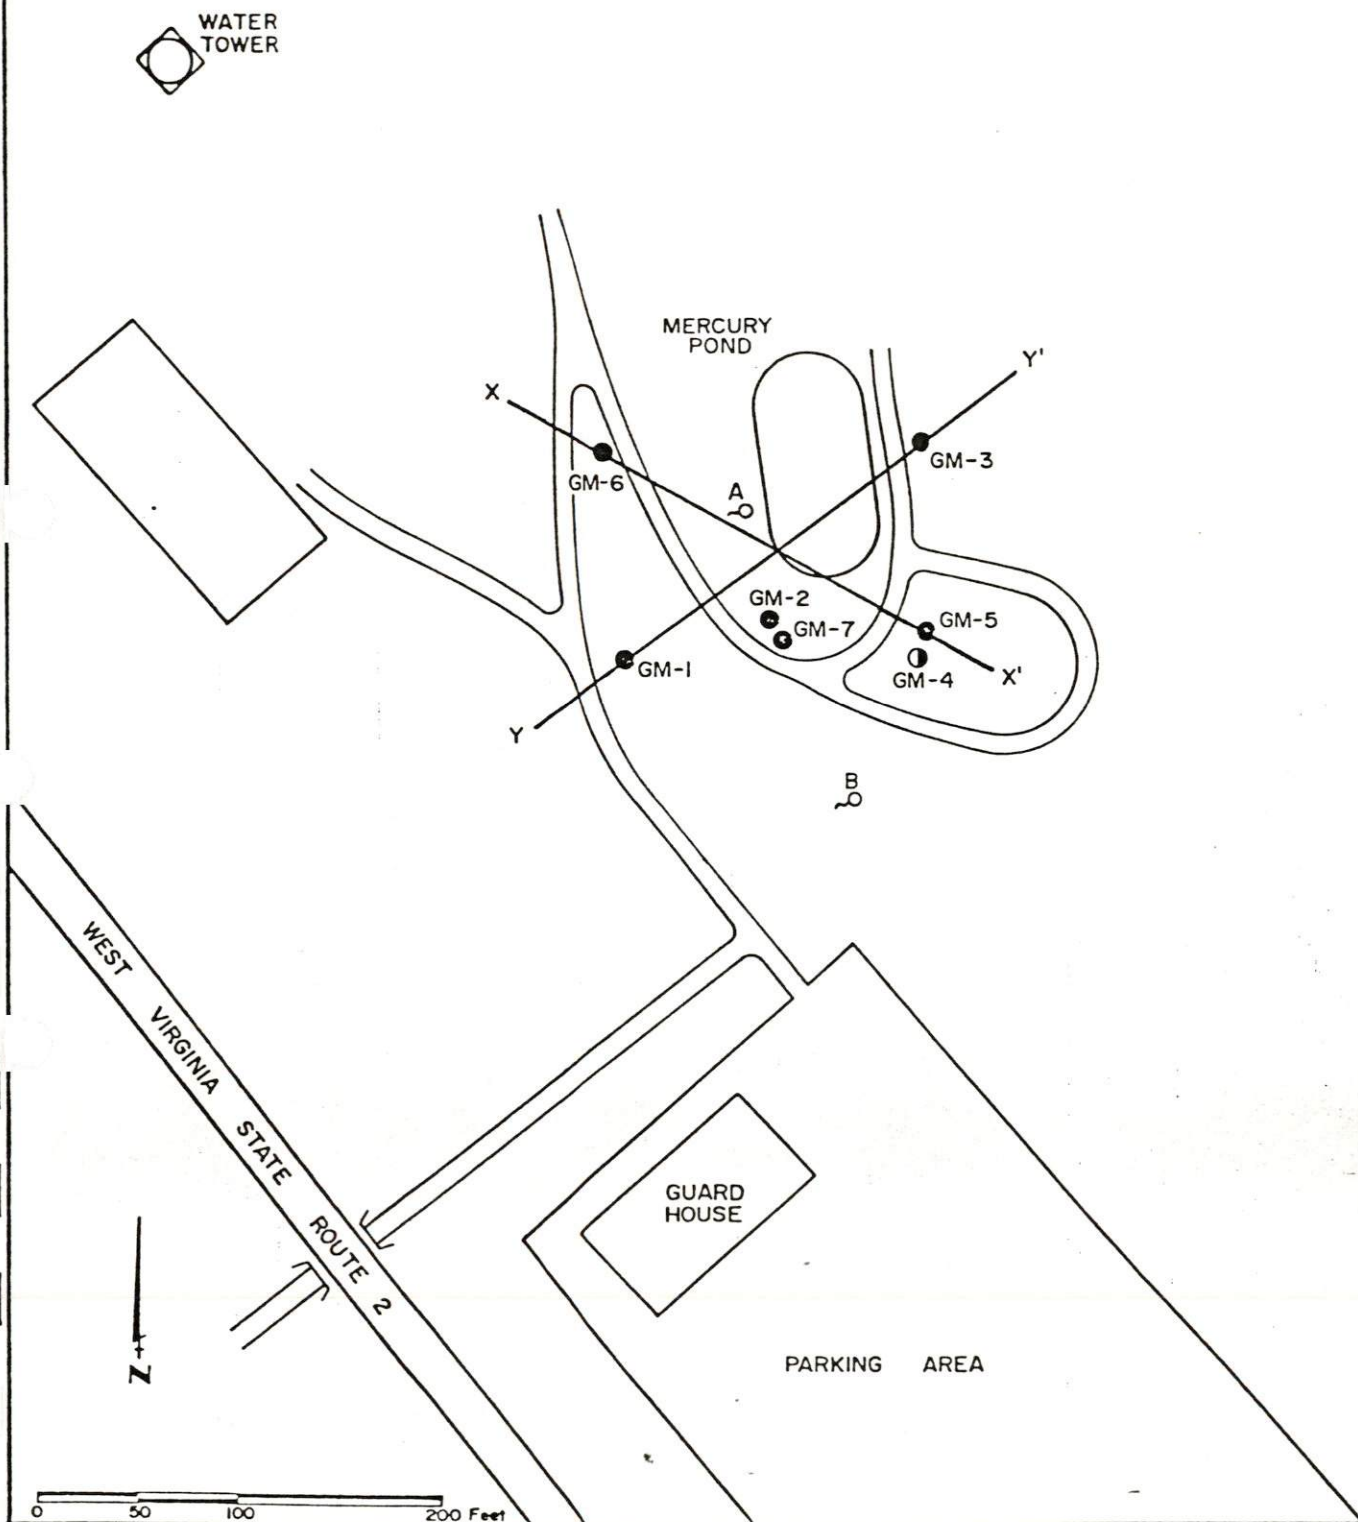 WATER
TOWER
MERCURY
POND
Y'
X
GM-3
GM-6
A
GM-2
GM-7
GM-5
GM-1
GM-4
X'
Y
B
WEST VIRGINIA STATE ROUTE 2
GUARD
HOUSE
N
PARKING AREA
0 50 100 200 Feet